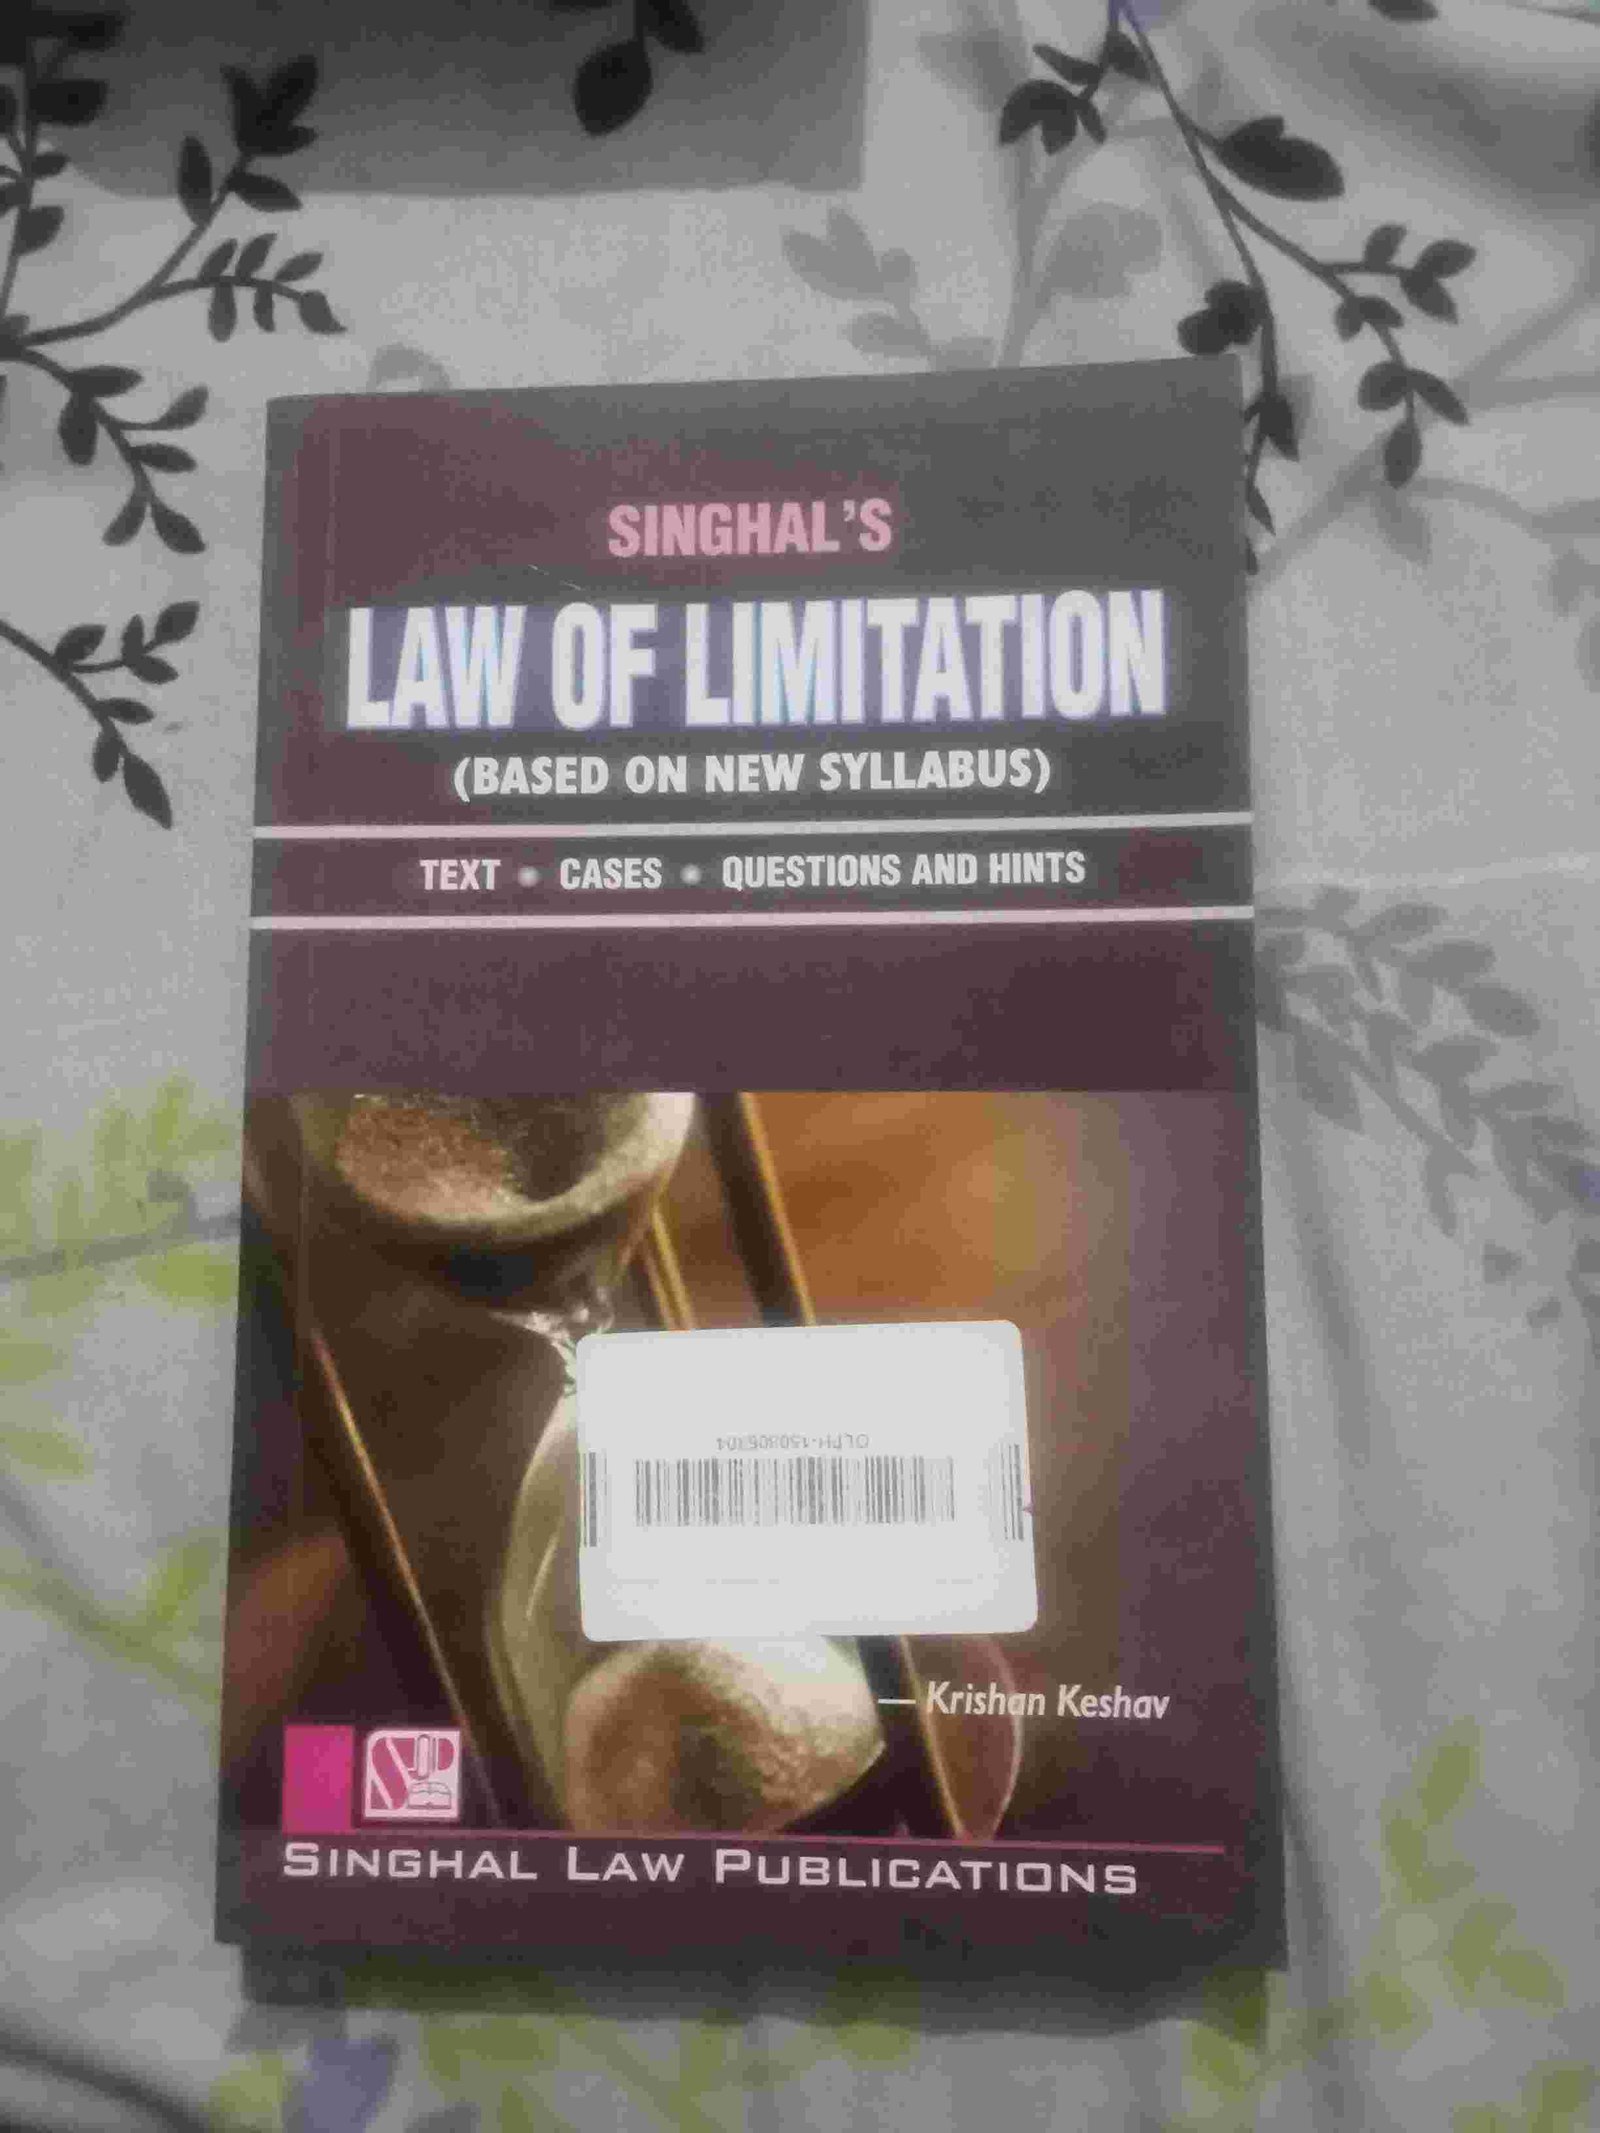 SINGHAL'S
LAW OF LIMITATION
(BASED ON NEW SYLLABUS)
TEXT • CASES • QUESTIONS AND HINTS
— Krishan Keshav
SINGHAL LAW PUBLICATIONS